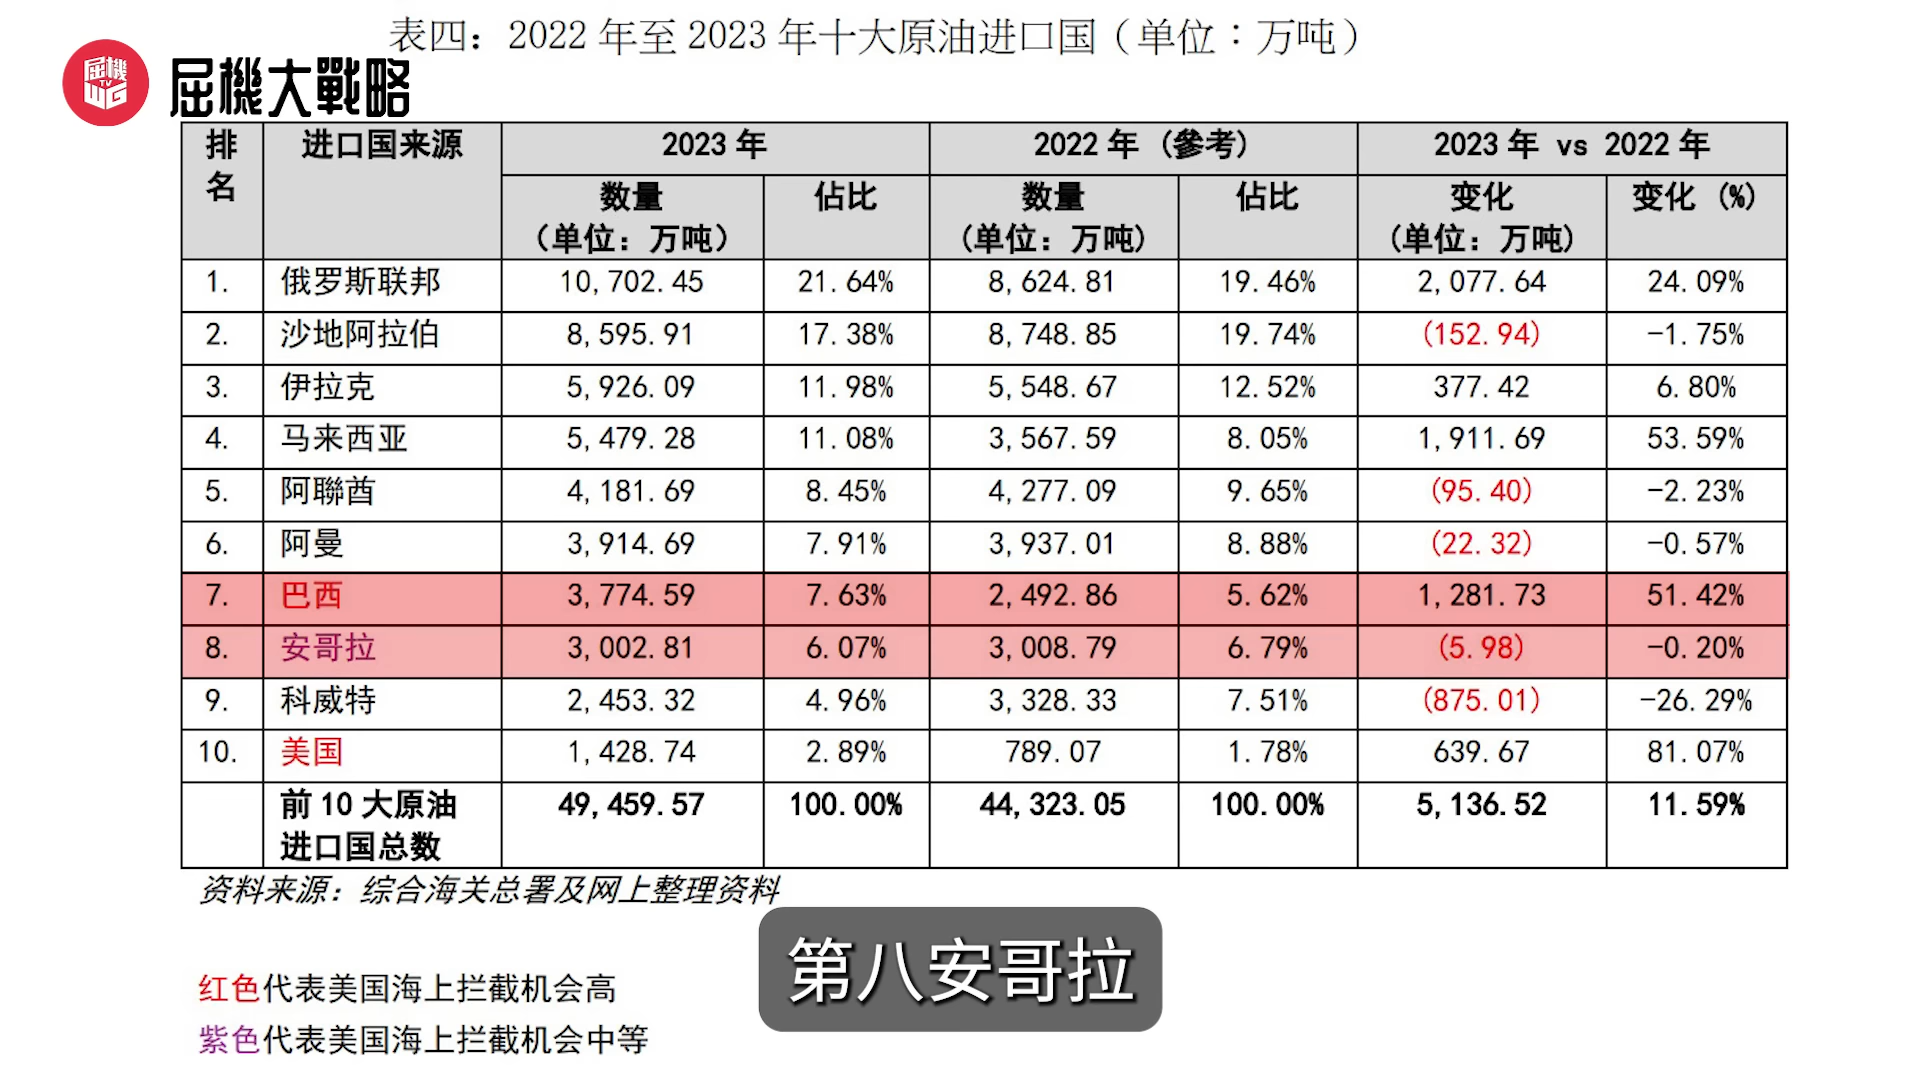 表四：2022 年至 2023 年十大原油进口国（单位：万吨）
屈機TV WG
屈機大戰略
排名 进口国来源 2023 年 2022 年 (參考) 2023 年 vs 2022 年
数量（单位：万吨） 佔比 数量（单位：万吨） 佔比 变化（单位：万吨） 变化 (%)
1. 俄罗斯联邦 10,702.45 21.64% 8,624.81 19.46% 2,077.64 24.09%
2. 沙地阿拉伯 8,595.91 17.38% 8,748.85 19.74% (152.94) -1.75%
3. 伊拉克 5,926.09 11.98% 5,548.67 12.52% 377.42 6.80%
4. 马来西亚 5,479.28 11.08% 3,567.59 8.05% 1,911.69 53.59%
5. 阿聯酋 4,181.69 8.45% 4,277.09 9.65% (95.40) -2.23%
6. 阿曼 3,914.69 7.91% 3,937.01 8.88% (22.32) -0.57%
7. 巴西 3,774.59 7.63% 2,492.86 5.62% 1,281.73 51.42%
8. 安哥拉 3,002.81 6.07% 3,008.79 6.79% (5.98) -0.20%
9. 科威特 2,453.32 4.96% 3,328.33 7.51% (875.01) -26.29%
10. 美国 1,428.74 2.89% 789.07 1.78% 639.67 81.07%
前 10 大原油进口国总数 49,459.57 100.00% 44,323.05 100.00% 5,136.52 11.59%
资料来源：综合海关总署及网上整理资料
第八安哥拉
红色代表美国海上拦截机会高
紫色代表美国海上拦截机会中等